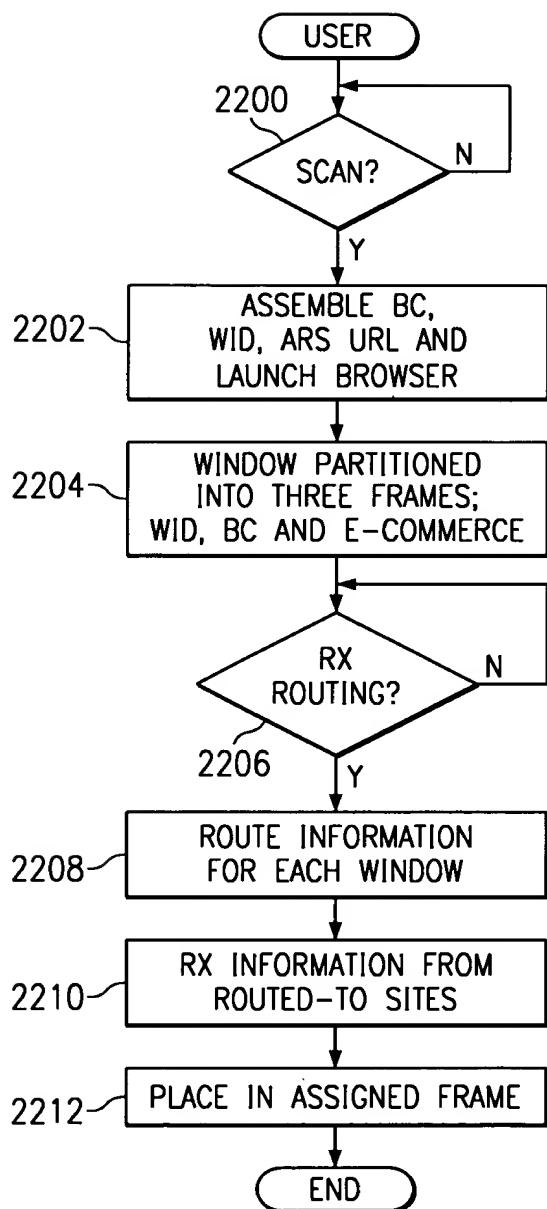 USER
2200
SCAN?
N
Y
2202
ASSEMBLE BC,
WID, ARS URL AND
LAUNCH BROWSER
2204
WINDOW PARTITIONED
INTO THREE FRAMES;
WID, BC AND E-COMMERCE
RX
ROUTING?
N
2206
Y
2208
ROUTE INFORMATION
FOR EACH WINDOW
2210
RX INFORMATION FROM
ROUTED-TO SITES
2212
PLACE IN ASSIGNED FRAME
END